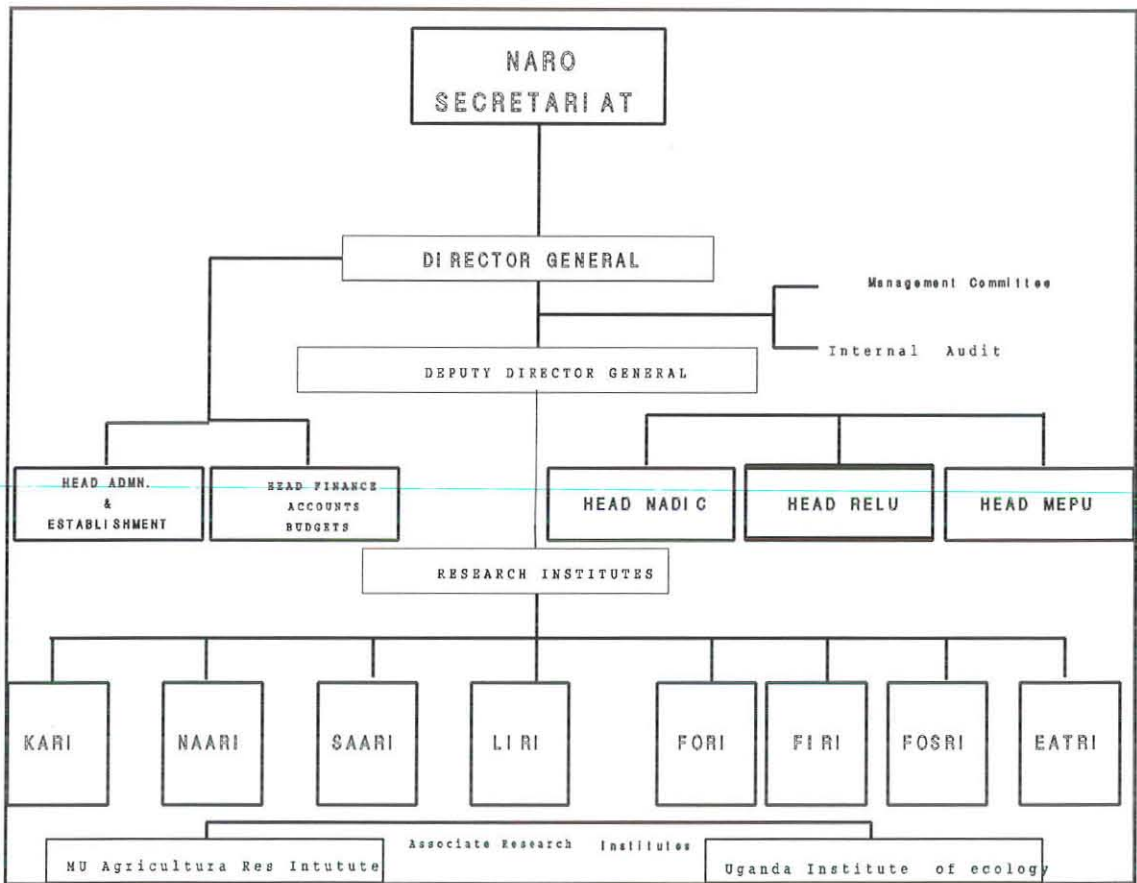 NARO
SECRETARIAT
DIRECTOR GENERAL
Management Committee
Internal Audit
DEPUTY DIRECTOR GENERAL
HEAD ADMN.
&
ESTABLISHMENT
HEAD FINANCE
ACCOUNTS
BUDGETS
HEAD NADIC
HEAD RELU
HEAD MEPU
RESEARCH INSTITUTES
KARI
NAARI
SAARI
LIRI
FORI
FIRI
FOSRI
EATRI
Associate Research Institutes
MU Agricultura Res Intutute
Uganda Institute of ecology